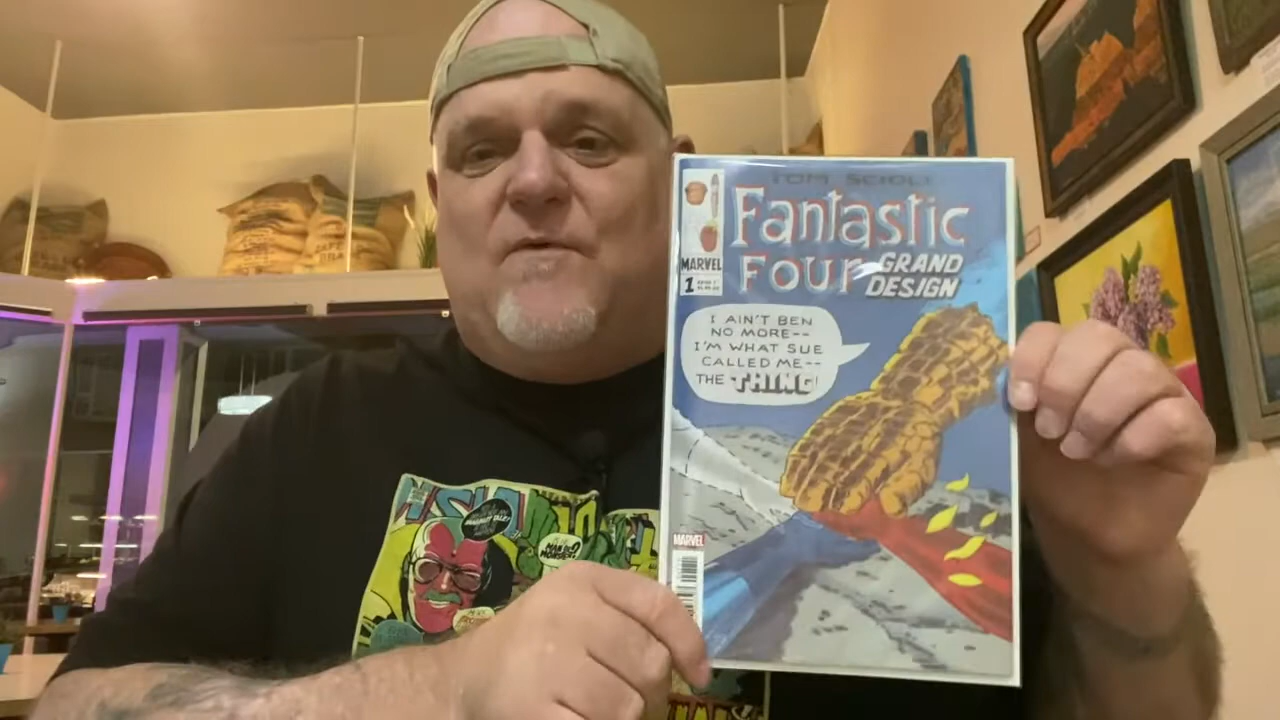 TOM SCIOLI
Fantastic
FOUR GRAND
DESIGN
MARVEL
1
I AIN'T BEN
NO MORE--
I'M WHAT SUE
CALLED ME--
THE THING!
MARVEL